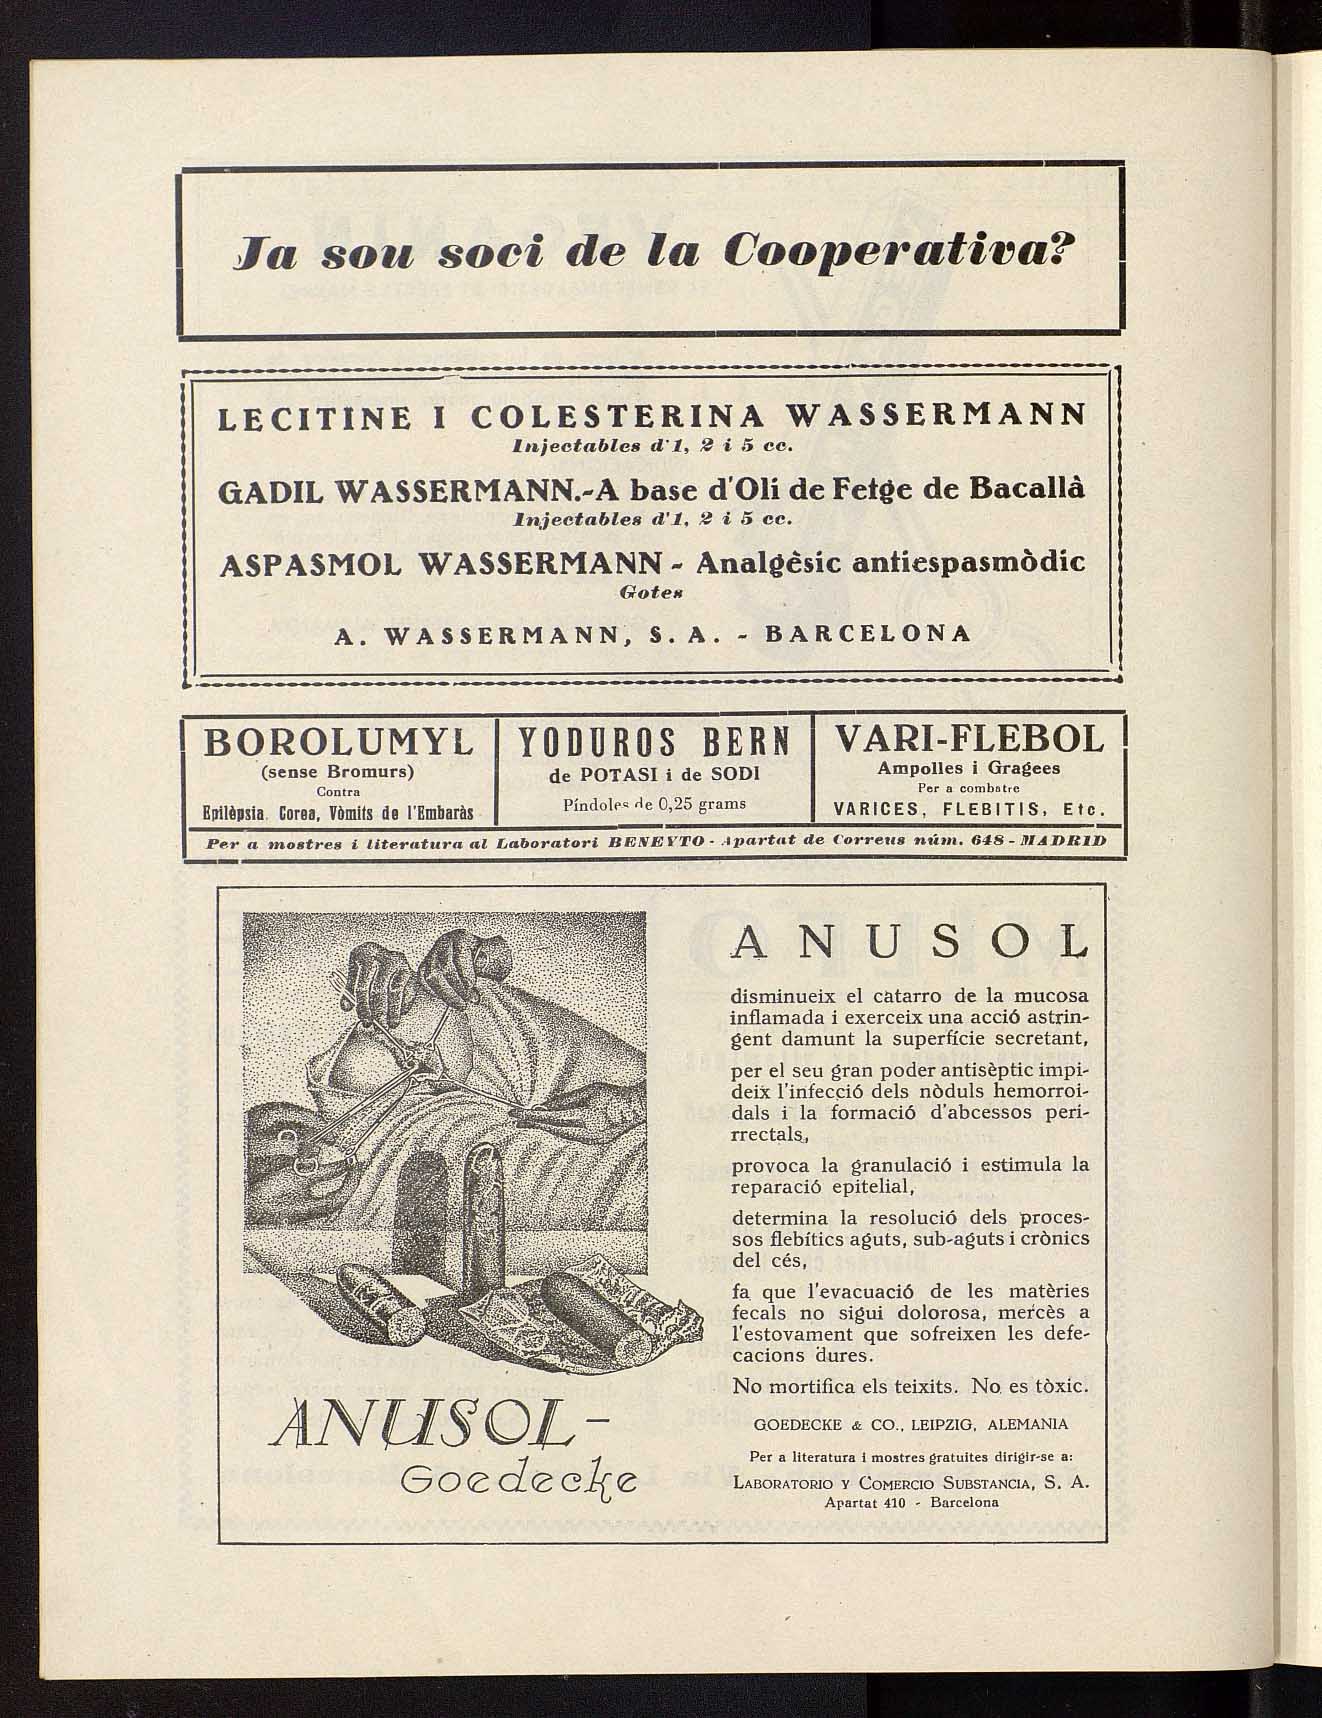 Ja sou soci de la Cooperativa?
LECITINE I COLESTERINA WASSERMANN
Injectables d'1, 2 i 5 cc.
GADIL WASSERMANN.-A base d'Oli de Fetge de Bacallà
Injectables d'1, 2 i 5 cc.
ASPASMOL WASSERMANN - Analgèsic antiespasmòdic
Gotes
A. WASSERMANN, S. A. - BARCELONA
BOROLUMYL
(sense Bromurs)
Contra
Epilèpsia, Corea, Vòmits de l'Embaràs
YODUROS BERN
de POTASI i de SODI
Píndoles de 0,25 grams
VARI-FLEBOL
Ampolles i Gragees
Per a combatre
VARICES, FLEBITIS, Etc.
Per a mostres i literatura al Laboratori BENEYTO - Apartat de Correus núm. 648 - MADRID
ANUSOL
disminueix el catarro de la mucosa
inflamada i exerceix una acció astrin-
gent damunt la superfície secretant,
per el seu gran poder antisèptic impi-
deix l'infecció dels nòduls hemorroi-
dals i la formació d'abcessos peri-
rrectals,
provoca la granulació i estimula la
reparació epitelial,
determina la resolució dels proces-
sos flebítics aguts, sub-aguts i crònics
del cés,
fa que l'evacuació de les matèries
fecals no sigui dolorosa, mercès a
l'estovament que sofreixen les defe-
cacions dures.
No mortifica els teixits. No es tòxic.
GOEDECKE & CO., LEIPZIG, ALEMANIA
Per a literatura i mostres gratuites dirigir-se a:
LABORATORIO Y COMERCIO SUBSTANCIA, S. A.
Apartat 410 - Barcelona
ANUSOL-
Goedecke